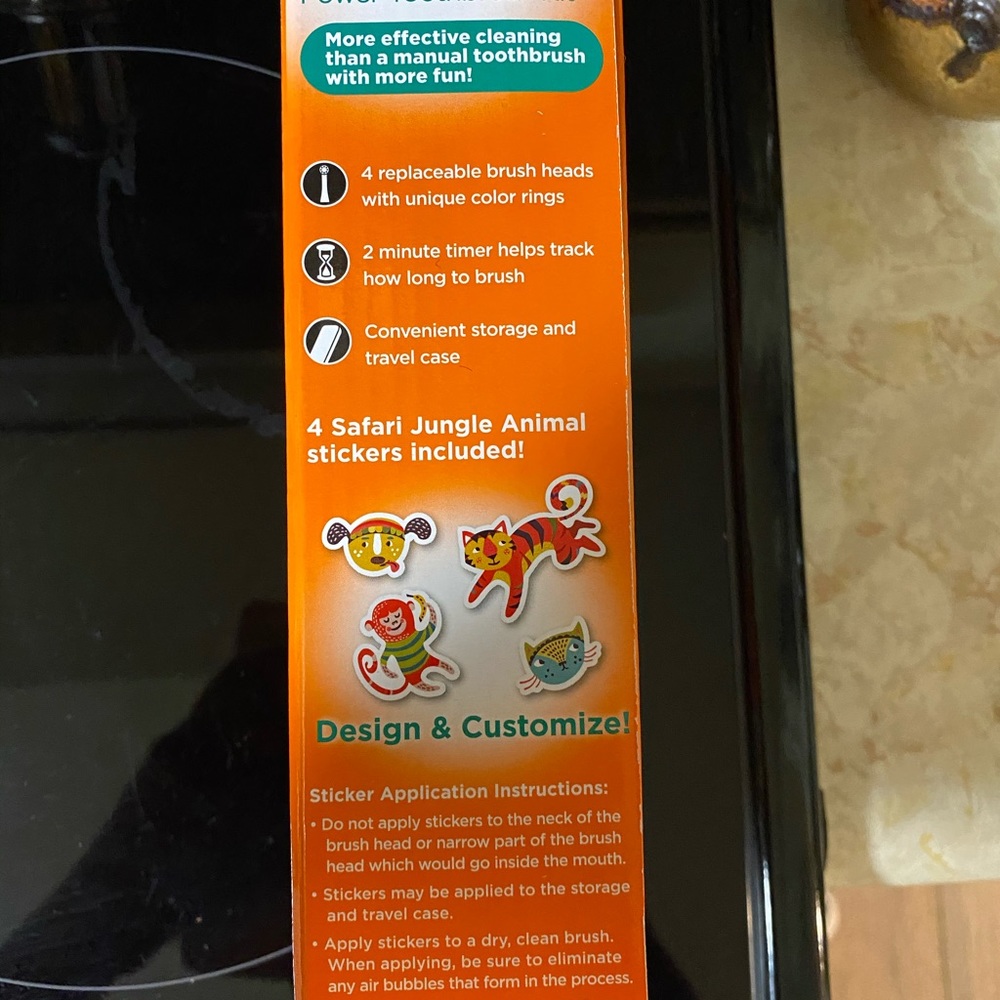 More effective cleaning
than a manual toothbrush
with more fun!
4 replaceable brush heads
with unique color rings
2 minute timer helps track
how long to brush
Convenient storage and
travel case
4 Safari Jungle Animal
stickers included!
Design & Customize!
Sticker Application Instructions:
• Do not apply stickers to the neck of the
brush head or narrow part of the brush
head which would go inside the mouth.
• Stickers may be applied to the storage
and travel case.
• Apply stickers to a dry, clean brush.
When applying, be sure to eliminate
any air bubbles that form in the process.